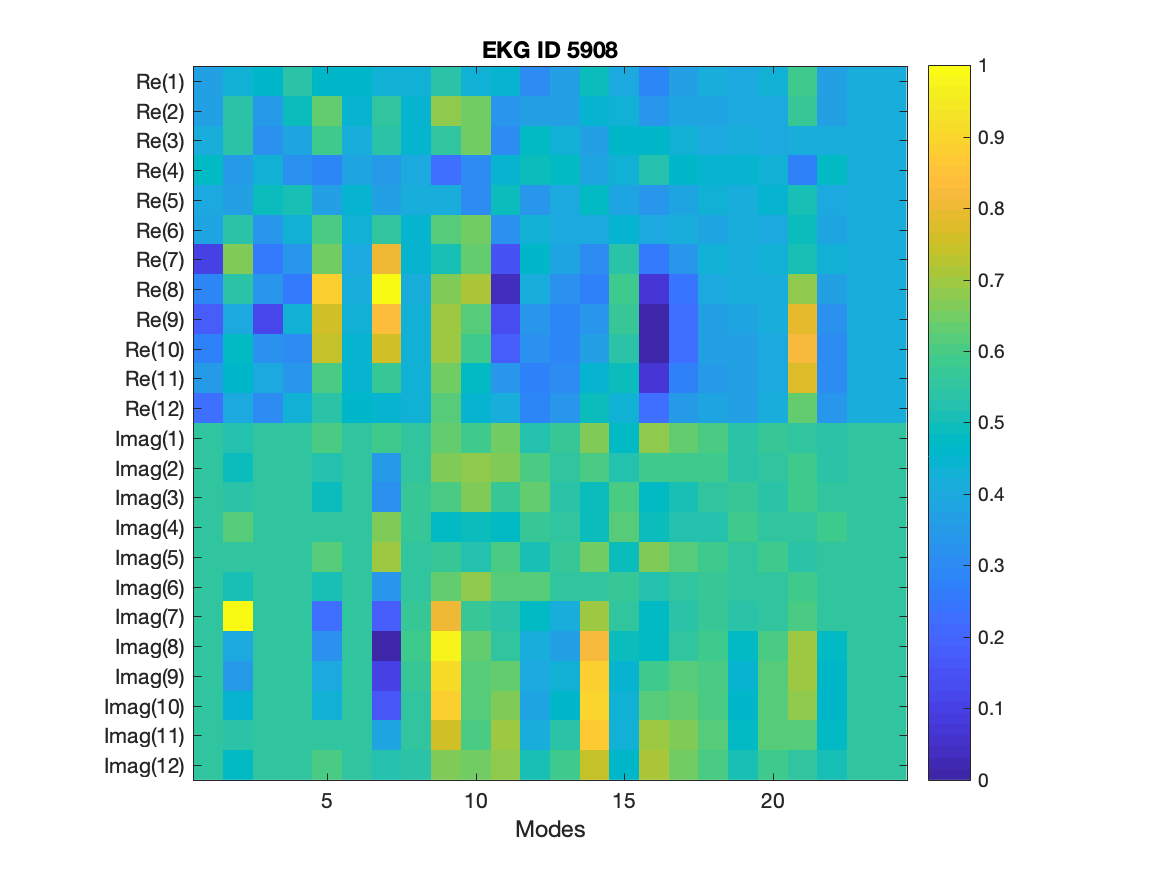 EKG ID 5908
Re(1)
Re(2)
Re(3)
Re(4)
Re(5)
Re(6)
Re(7)
Re(8)
Re(9)
Re(10)
Re(11)
Re(12)
Imag(1)
Imag(2)
Imag(3)
Imag(4)
Imag(5)
Imag(6)
Imag(7)
Imag(8)
Imag(9)
Imag(10)
Imag(11)
Imag(12)
5 10 15 20
Modes
1
0.9
0.8
0.7
0.6
0.5
0.4
0.3
0.2
0.1
0